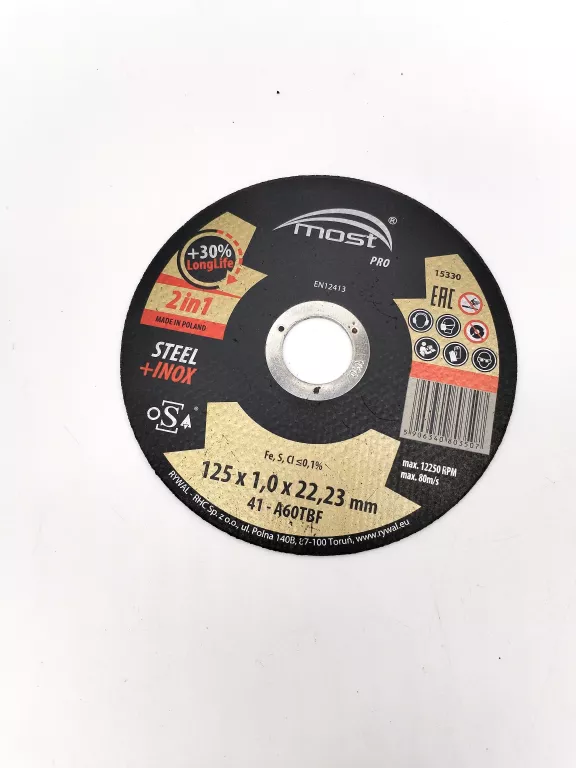 most®
PRO
+30%
LongLife
2in1
MADE IN POLAND
EN12413
15330
EAC
STEEL
+INOX
oSA®
5906340603507
max. 12250 RPM
max. 80m/s
Fe, S, Cl ≤0,1%
125 x 1,0 x 22,23 mm
41 - A60TBF
RYWAL - RHC Sp. z o.o., ul. Polna 140B, 87-100 Toruń, www.rywal.eu